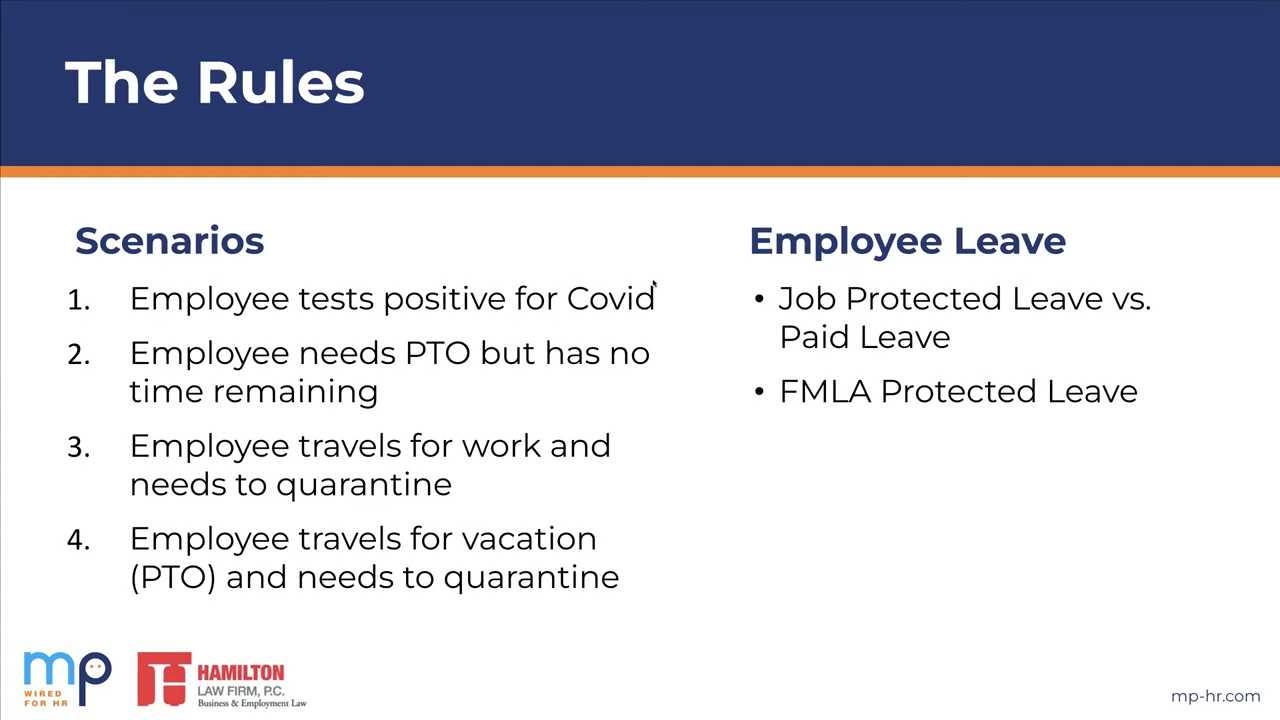 The Rules
Scenarios
1. Employee tests positive for Covid
2. Employee needs PTO but has no
time remaining
3. Employee travels for work and
needs to quarantine
4. Employee travels for vacation
(PTO) and needs to quarantine
Employee Leave
• Job Protected Leave vs.
Paid Leave
• FMLA Protected Leave
mp
WIRED
FOR HR
HAMILTON
LAW FIRM, P.C.
Business & Employment Law
mp-hr.com